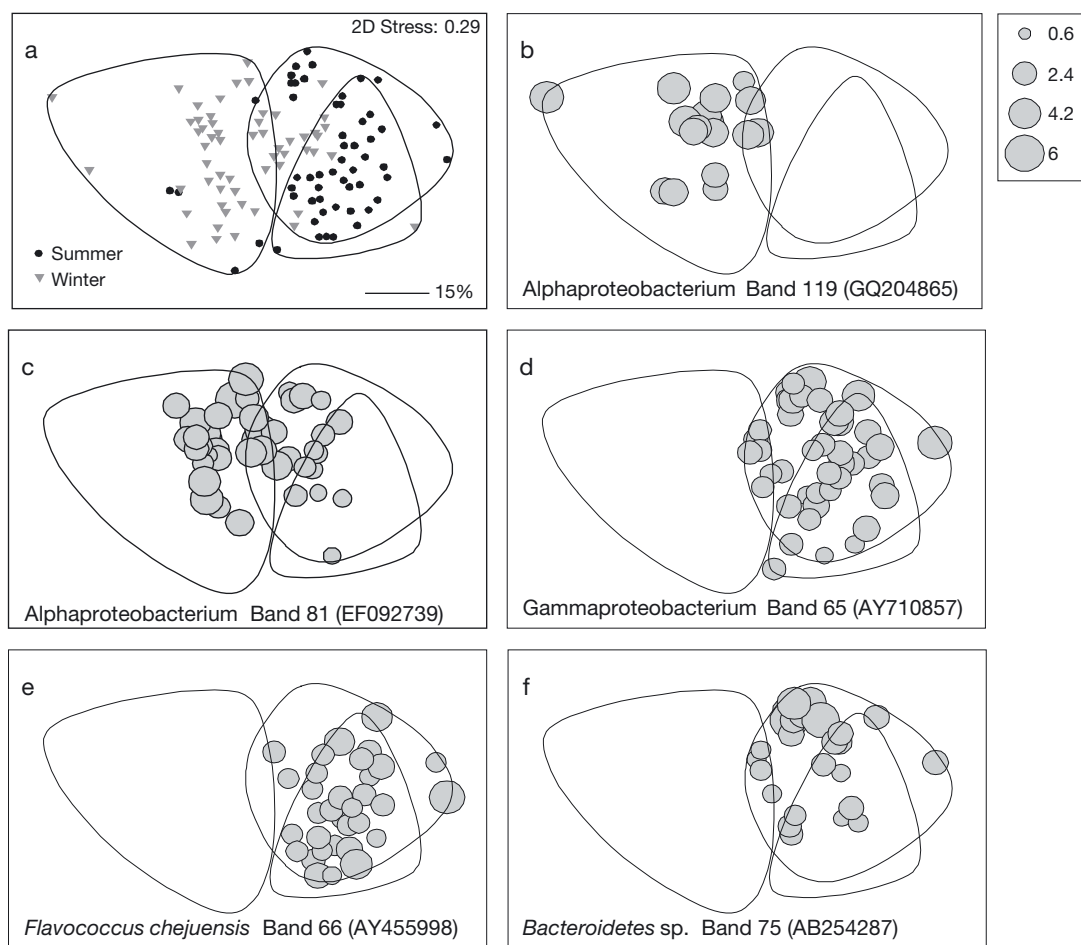 a
2D Stress: 0.29
Summer
Winter
15%
b
Alphaproteobacterium Band 119 (GQ204865)
0.6
2.4
4.2
6
c
Alphaproteobacterium Band 81 (EF092739)
d
Gammaproteobacterium Band 65 (AY710857)
e
Flavococcus chejuensis Band 66 (AY455998)
f
Bacteroidetes sp. Band 75 (AB254287)